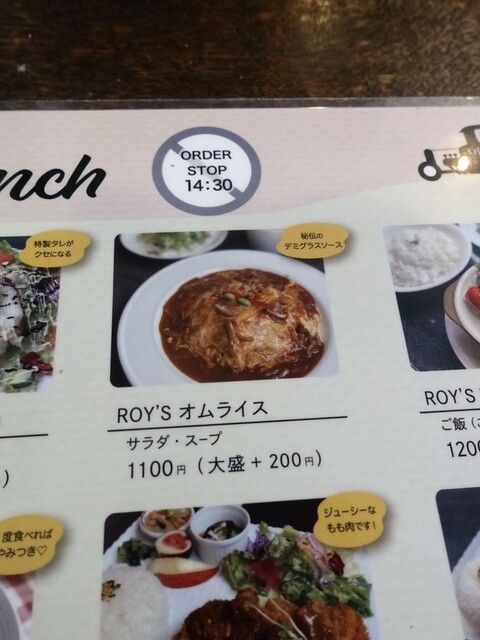 nch
ORDER
STOP
14:30
特製タレが
クセになる
秘伝の
デミグラスソース
ROY'S オムライス
サラダ・スープ
1100円（大盛＋200円）
ROY'S
ご飯
1200
)
度食べれば
やみつき♡
ジューシーな
もも肉です！